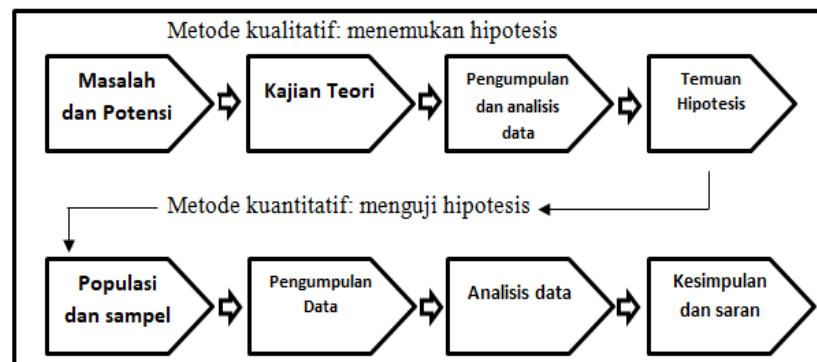 Metode kualitatif: menemukan hipotesis
Masalah
dan Potensi
Kajian Teori
Pengumpulan
dan analisis
data
Temuan
Hipotesis
Metode kuantitatif: menguji hipotesis
Populasi
dan sampel
Pengumpulan
Data
Analisis data
Kesimpulan
dan saran